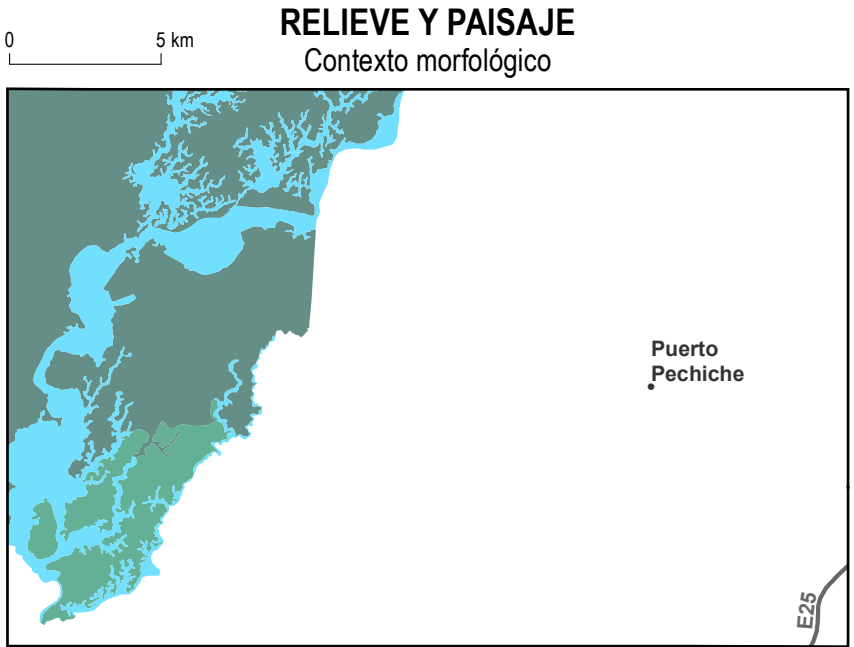 RELIEVE Y PAISAJE
Contexto morfológico
0 5 km
Puerto
Pechiche
E25